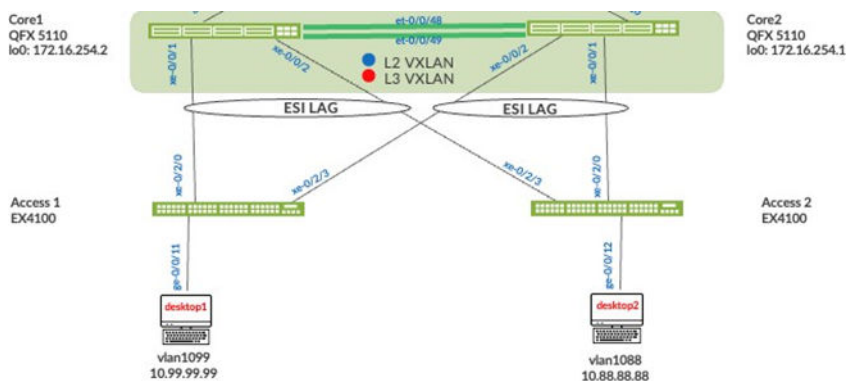 Core1
QFX 5110
lo0: 172.16.254.2
et-0/0/48
et-0/0/49
Core2
QFX 5110
lo0: 172.16.254.1
xe-0/0/1
xe-0/0/2
xe-0/0/2
xe-0/0/1
L2 VXLAN
L3 VXLAN
ESI LAG
ESI LAG
xe-0/2/0
xe-0/2/3
xe-0/2/3
xe-0/2/0
Access 1
EX4100
Access 2
EX4100
ge-0/0/11
ge-0/0/12
desktop1
desktop2
vlan1099
10.99.99.99
vlan1088
10.88.88.88